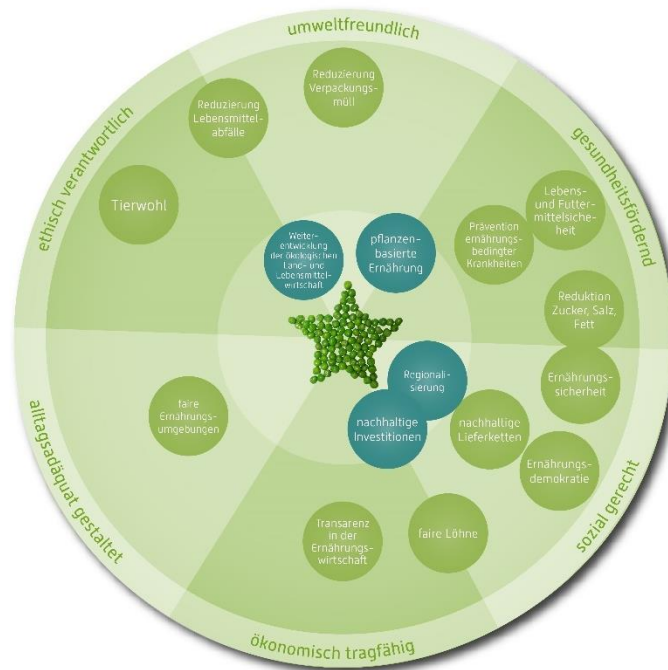 umweltfreundlich
Reduzierung
Verpackungs-
müll
Reduzierung
Lebensmittel-
abfälle
ethisch verantwortlich
gesundheitsfördernd
Tierwohl
Lebens-
und Futter-
mittelsiche-
heit
Prävention
ernährungs-
bedingter
Krankheiten
Weiter-
entwicklung
der ökologischen
Land- und
Lebensmittel-
wirtschaft
pflanzen-
basierte
Ernährung
Reduktion
Zucker, Salz,
Fett
Regionali-
sierung
Ernährungs-
sicherheit
faire
Ernährungs-
umgebungen
nachhaltige
Investitionen
nachhaltige
Lieferketten
Ernährungs-
demokratie
alltagsadäquat gestaltet
sozial gerecht
Transarenz
in der
Ernährungs-
wirtschaft
faire Löhne
ökonomisch tragfähig